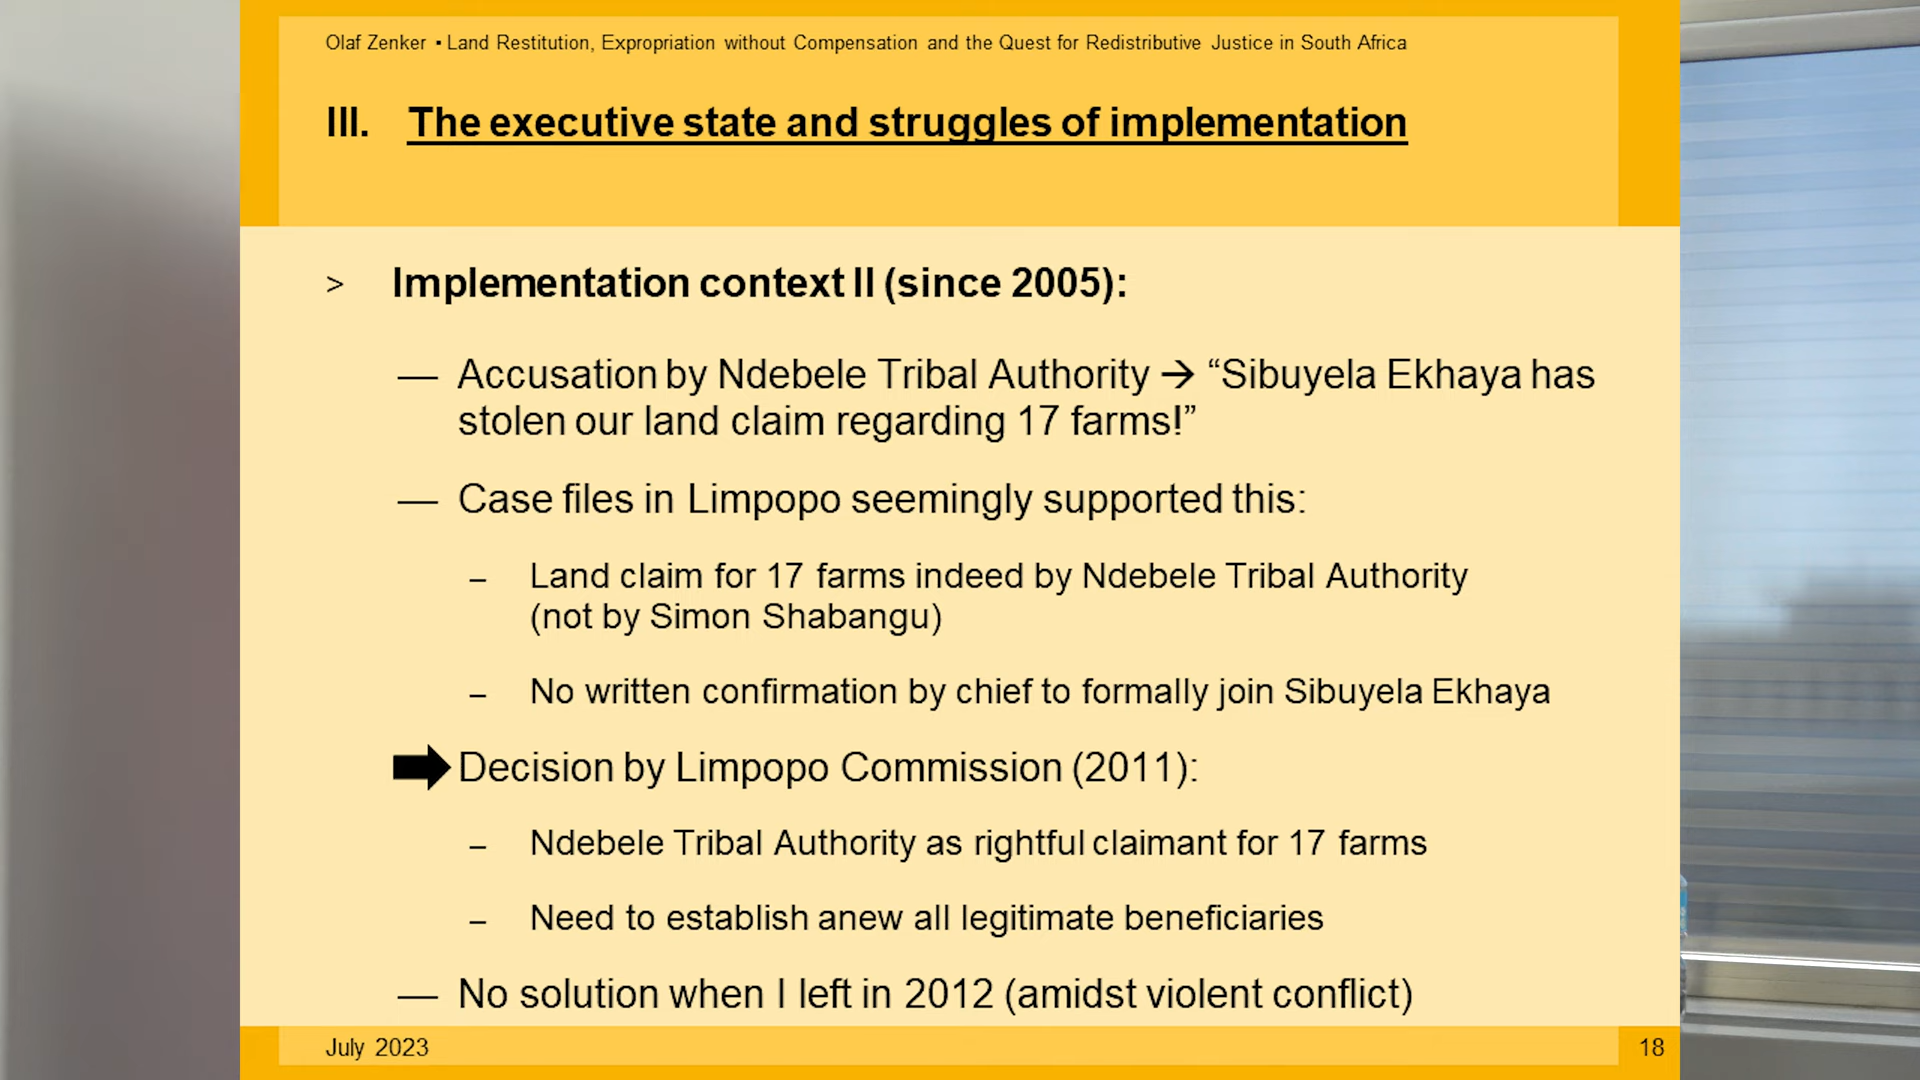 Olaf Zenker ▪ Land Restitution, Expropriation without Compensation and the Quest for Redistributive Justice in South Africa
III. The executive state and struggles of implementation
> Implementation context II (since 2005):
— Accusation by Ndebele Tribal Authority → “Sibuyela Ekhaya has
stolen our land claim regarding 17 farms!”
— Case files in Limpopo seemingly supported this:
– Land claim for 17 farms indeed by Ndebele Tribal Authority
(not by Simon Shabangu)
– No written confirmation by chief to formally join Sibuyela Ekhaya
➡ Decision by Limpopo Commission (2011):
– Ndebele Tribal Authority as rightful claimant for 17 farms
– Need to establish anew all legitimate beneficiaries
— No solution when I left in 2012 (amidst violent conflict)
July 2023
18